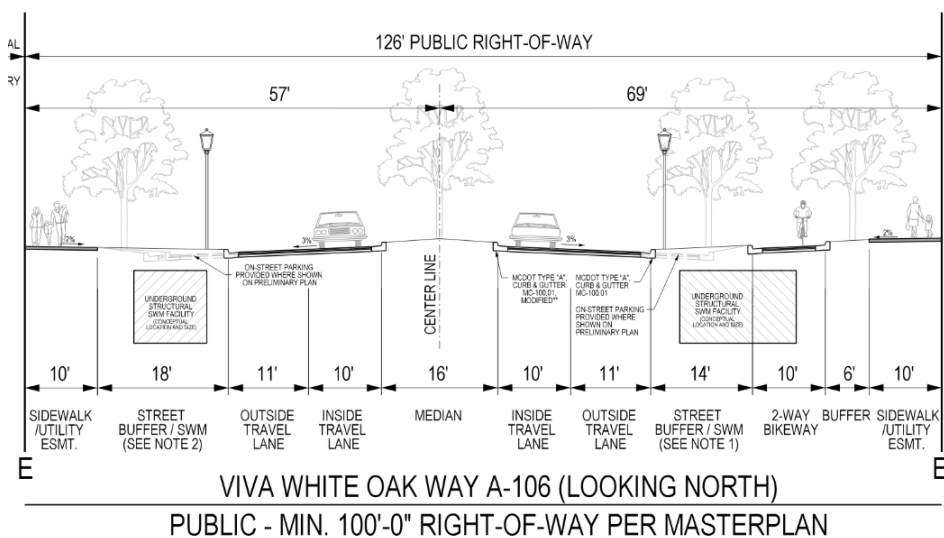 AL
RY
126' PUBLIC RIGHT-OF-WAY
57'
69'
2%
3%
3%
2%
ON-STREET PARKING
PROVIDED WHERE SHOWN
ON PRELIMINARY PLAN
UNDERGROUND
STRUCTURAL
SWM FACILITY
(CONCEPTUAL
LOCATION AND SIZE)
CENTER LINE
MCDOT TYPE "A",
CURB & GUTTER
MC-100.01,
MODIFIED**
MCDOT TYPE "A",
CURB & GUTTER
MC-100.01
ON-STREET PARKING
PROVIDED WHERE
SHOWN ON
PRELIMINARY PLAN
UNDERGROUND
STRUCTURAL
SWM FACILITY
(CONCEPTUAL
LOCATION AND SIZE)
10' 18' 11' 10' 16' 10' 11' 14' 10' 6' 10'
SIDEWALK
/UTILITY
ESMT.
STREET
BUFFER / SWM
(SEE NOTE 2)
OUTSIDE
TRAVEL
LANE
INSIDE
TRAVEL
LANE
MEDIAN
INSIDE
TRAVEL
LANE
OUTSIDE
TRAVEL
LANE
STREET
BUFFER / SWM
(SEE NOTE 1)
2-WAY
BIKEWAY
BUFFER
SIDEWALK
/UTILITY
ESMT.
E
E
VIVA WHITE OAK WAY A-106 (LOOKING NORTH)
PUBLIC - MIN. 100'-0" RIGHT-OF-WAY PER MASTERPLAN